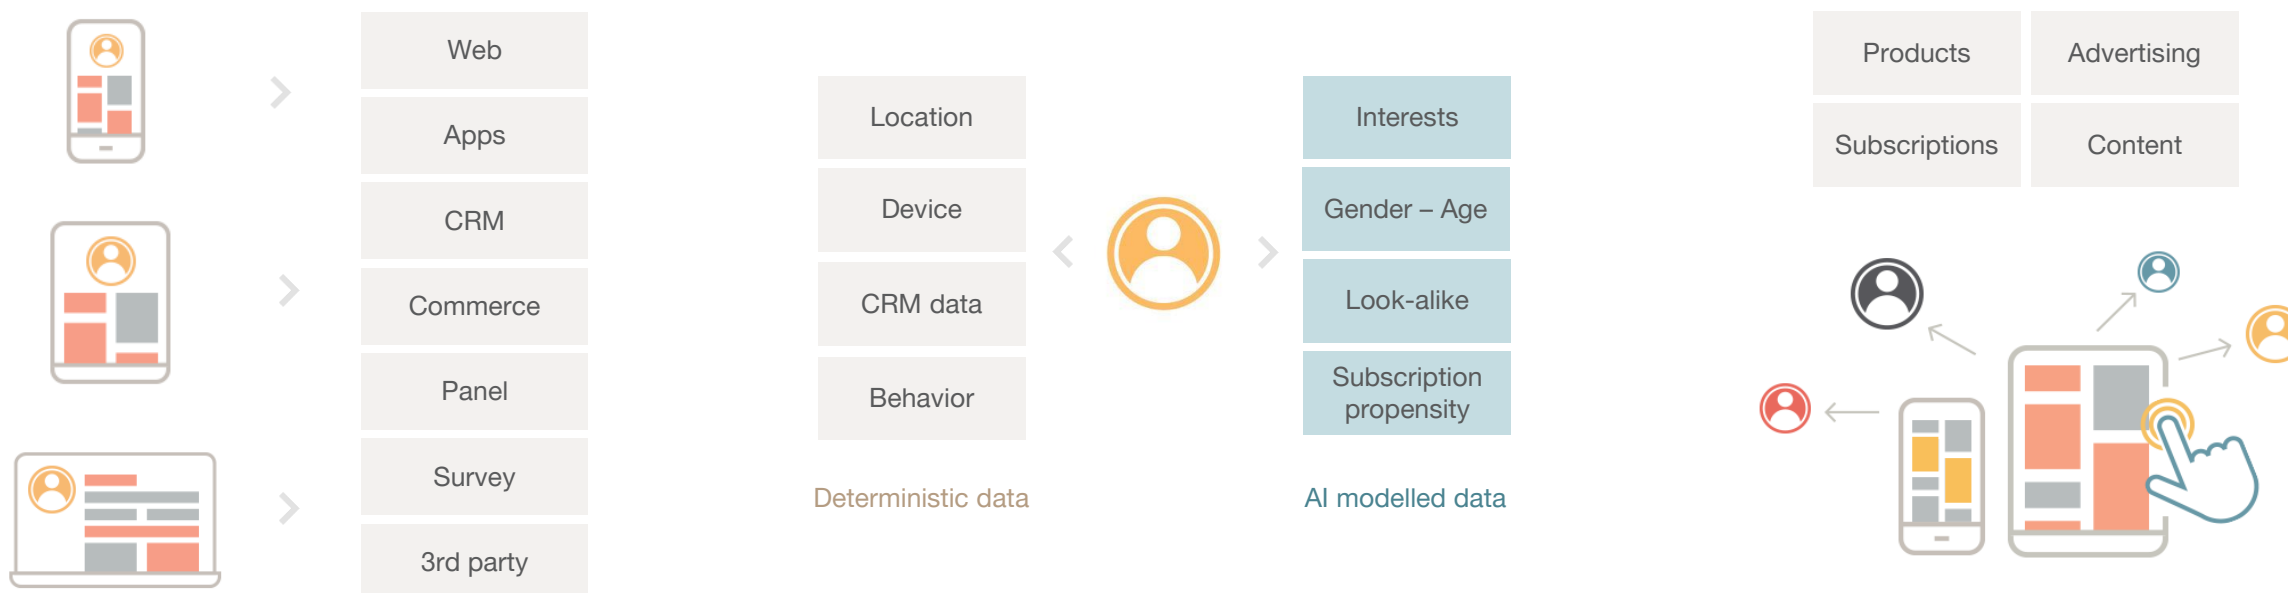 Web
Apps
CRM
Commerce
Panel
Survey
3rd party
Location
Device
CRM data
Behavior
Deterministic data
Interests
Gender – Age
Look-alike
Subscription
propensity
AI modelled data
Products
Advertising
Subscriptions
Content